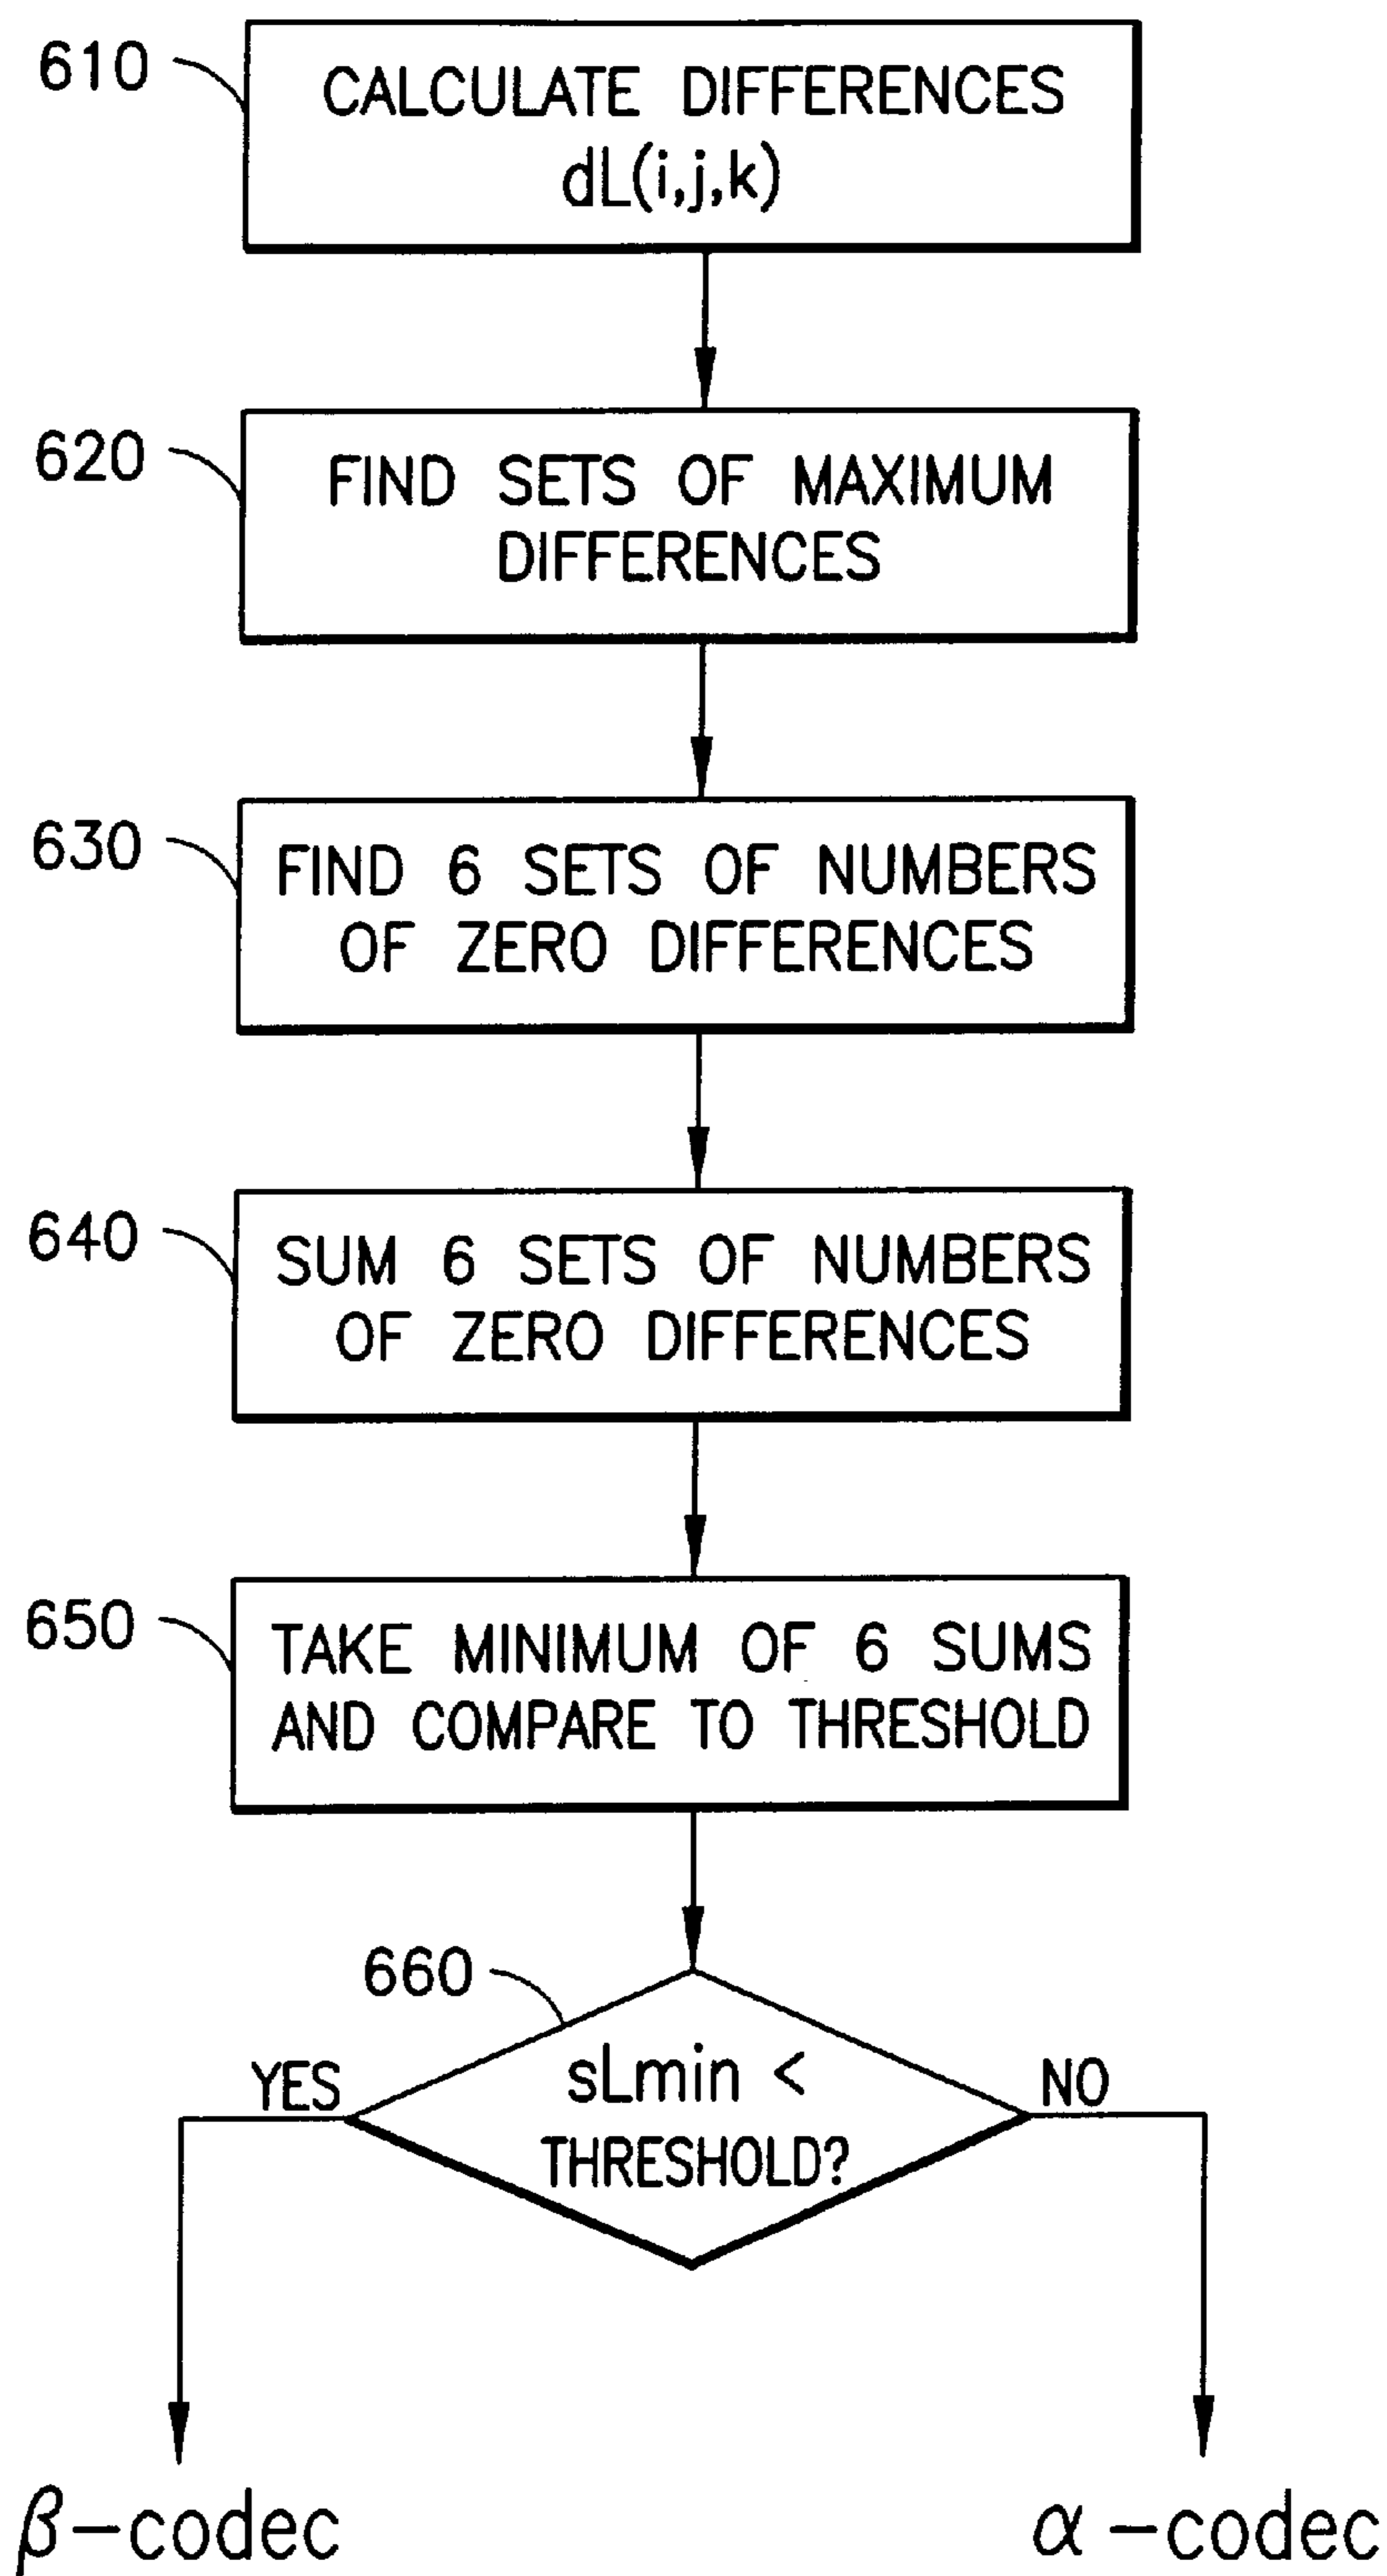 610
CALCULATE DIFFERENCES
dL(i,j,k)
620
FIND SETS OF MAXIMUM
DIFFERENCES
630
FIND 6 SETS OF NUMBERS
OF ZERO DIFFERENCES
640
SUM 6 SETS OF NUMBERS
OF ZERO DIFFERENCES
650
TAKE MINIMUM OF 6 SUMS
AND COMPARE TO THRESHOLD
660
YES
sLmin <
THRESHOLD?
NO
β-codec
α-codec